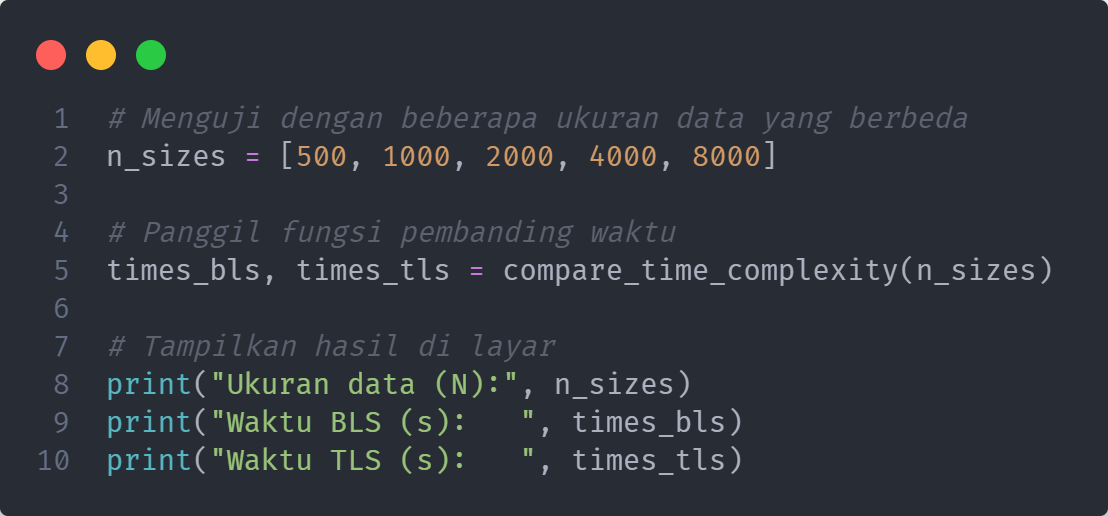 1 # Menguji dengan beberapa ukuran data yang berbeda
2 n_sizes = [500, 1000, 2000, 4000, 8000]
3
4 # Panggil fungsi pembanding waktu
5 times_bls, times_tls = compare_time_complexity(n_sizes)
6
7 # Tampilkan hasil di layar
8 print("Ukuran data (N):", n_sizes)
9 print("Waktu BLS (s):   ", times_bls)
10 print("Waktu TLS (s):   ", times_tls)